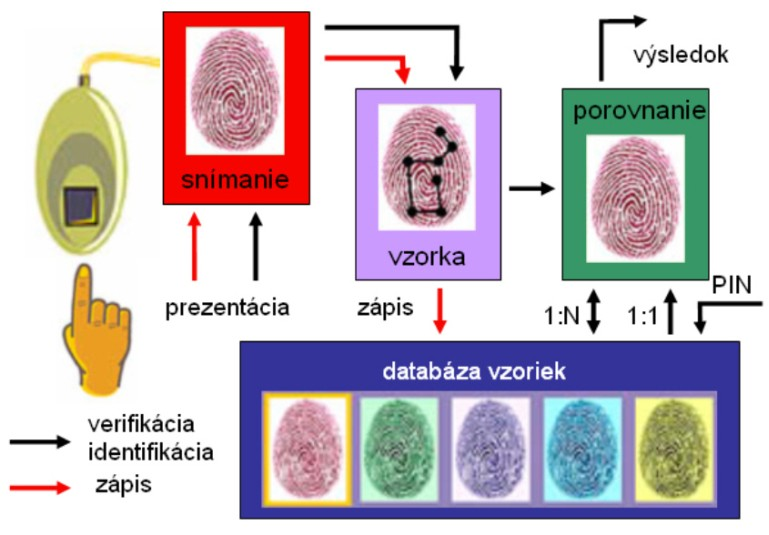 výsledok
porovnanie
snímanie
vzorka
PIN
prezentácia
zápis
1:N
1:1
databáza vzoriek
verifikácia
identifikácia
zápis